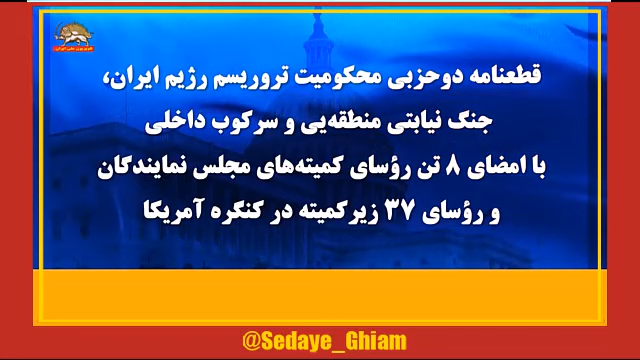 قطعنامه دوحزبی محکومیت تروریسم رژیم ایران،
جنگ نیابتی منطقه‌یی و سرکوب داخلی
با امضای ۸ تن رؤسای کمیته‌های مجلس نمایندگان
و رؤسای ۳۷ زیرکمیته در کنگره آمریکا
@Sedaye_Ghiam